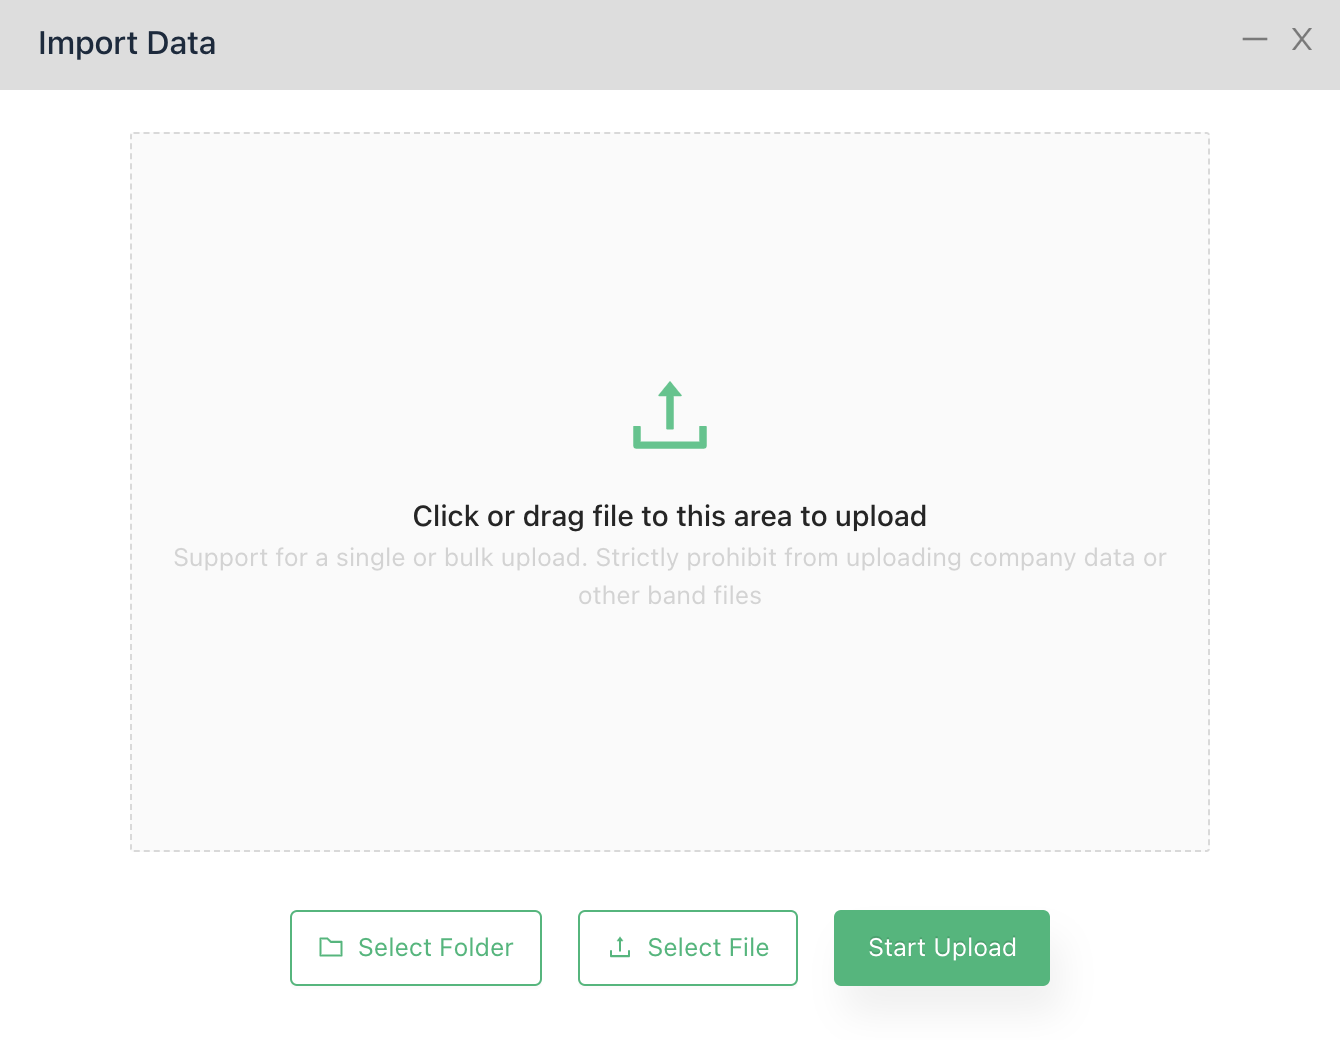 Import Data
Click or drag file to this area to upload
Support for a single or bulk upload. Strictly prohibit from uploading company data or
other band files
Select Folder
Select File
Start Upload